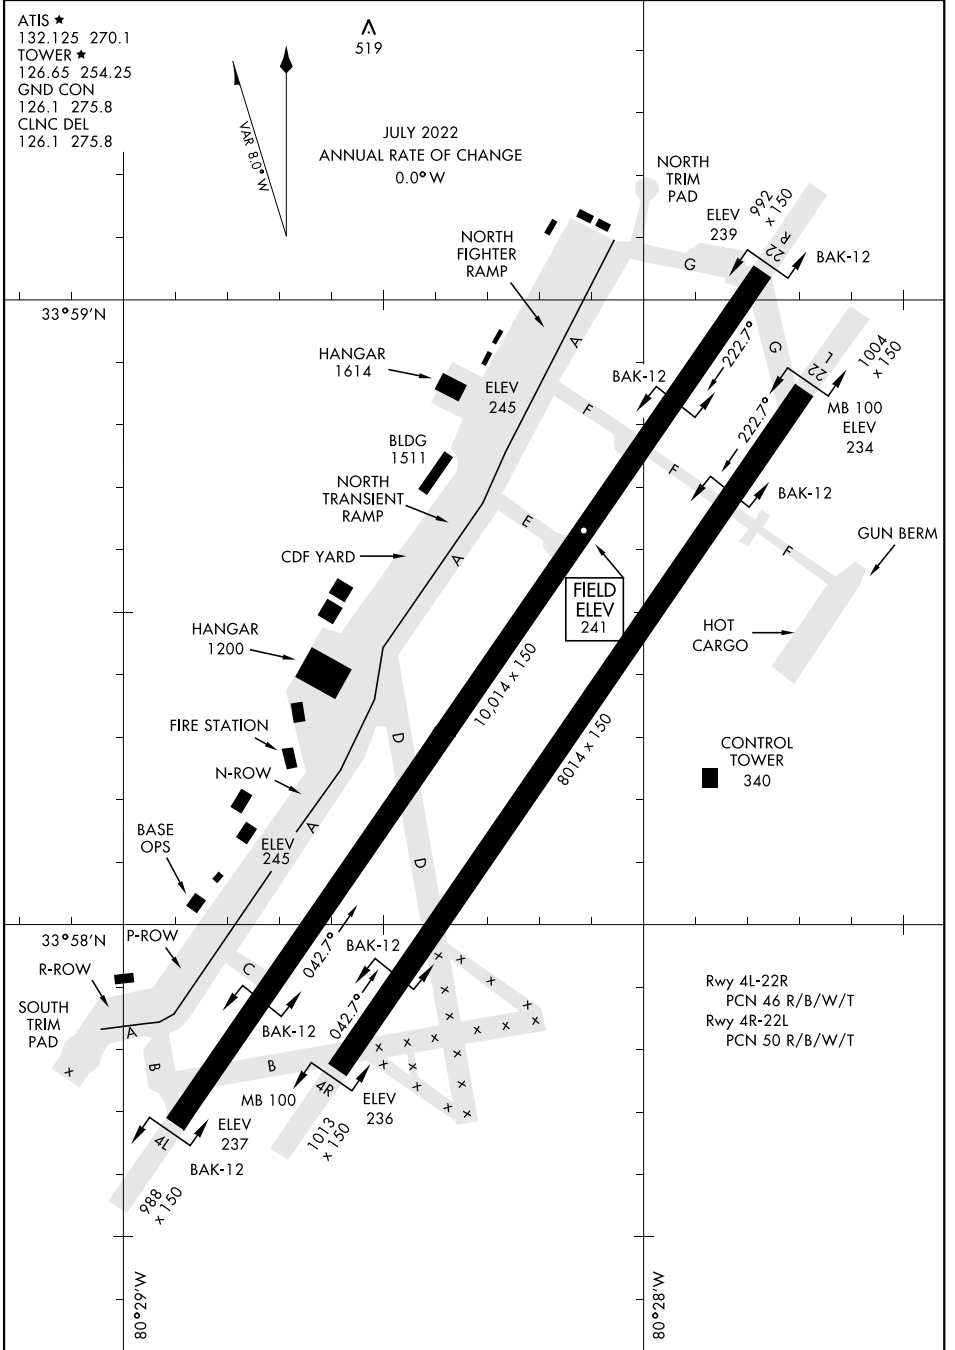 ATIS ★
132.125 270.1
TOWER ★
126.65 254.25
GND CON
126.1 275.8
CLNC DEL
126.1 275.8
519
VAR 8.0° W
JULY 2022
ANNUAL RATE OF CHANGE
0.0° W
NORTH
TRIM
PAD
ELEV
239
992
x 150
22 R
BAK-12
G
NORTH
FIGHTER
RAMP
33°59'N
A
222.7°
G
1004
x 150
22 L
HANGAR
1614
ELEV
245
BAK-12
F
222.7°
MB 100
ELEV
234
BLDG
1511
NORTH
TRANSIENT
RAMP
F
BAK-12
E
A
CDF YARD
F
GUN BERM
FIELD
ELEV
241
HOT
CARGO
HANGAR
1200
10,014 x 150
8014 x 150
FIRE STATION
D
N-ROW
CONTROL
TOWER
340
A
BASE
OPS
ELEV
245
D
33°58'N
P-ROW
R-ROW
C
042.7°
BAK-12
SOUTH
TRIM
PAD
A
BAK-12
042.7°
Rwy 4L-22R
PCN 46 R/B/W/T
Rwy 4R-22L
PCN 50 R/B/W/T
x
B
B
MB 100
4R
ELEV
236
x x x x x x x x x x x x x x x x x x
4L
ELEV
237
BAK-12
1013
x 150
988
x 150
80°29'W
80°28'W